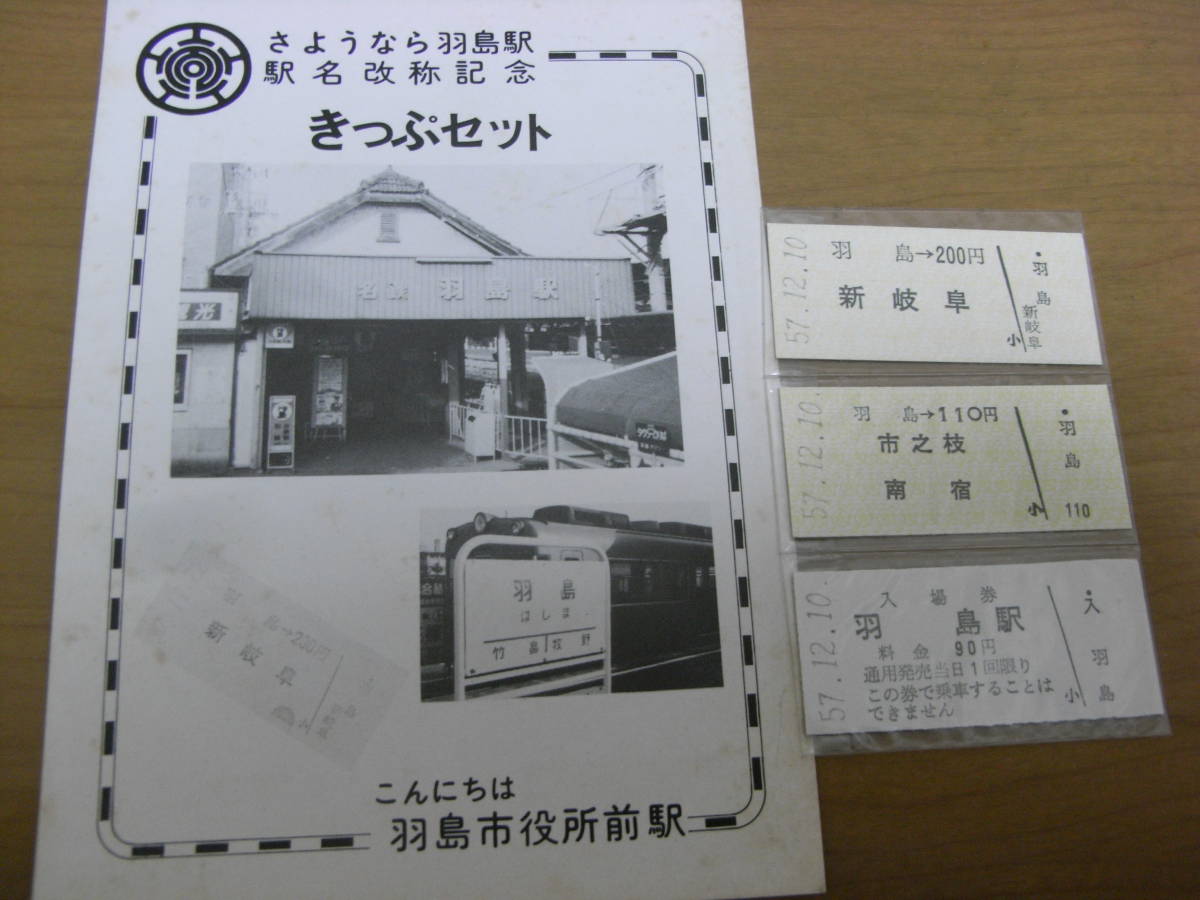 さようなら羽島駅
駅名改称記念
きっぷセット
名鉄 羽島駅
光
羽島
はしま
竹鼻 牧野
羽 島→200円
新岐阜
小
こんにちは
羽島市役所前駅
57.12.10
羽 島→200円
新岐阜
小
羽島
新岐阜
57.12.10
羽 島→110円
市之枝
南宿
小
羽島
110
57.12.10
入場券
羽島駅
料金 90円
通用発売当日1回限り
この券で乗車することは
できません
小
入
羽島